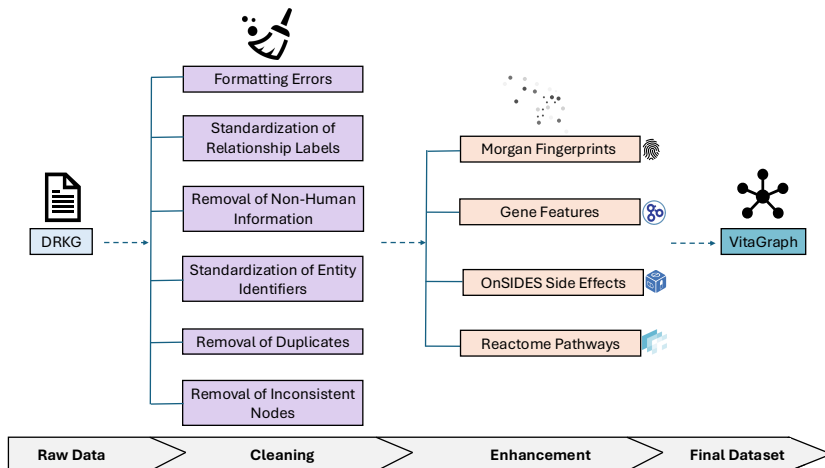 Formatting Errors
Standardization of
Relationship Labels
Removal of Non-Human
Information
Standardization of Entity
Identifiers
Removal of Duplicates
Removal of Inconsistent
Nodes
DRKG
Morgan Fingerprints
Gene Features
OnSIDES Side Effects
Reactome Pathways
VitaGraph
Raw Data
Cleaning
Enhancement
Final Dataset